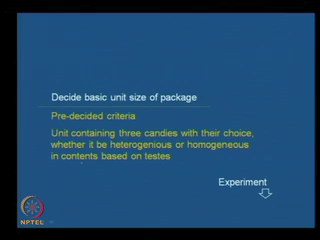 Decide basic unit size of package
Pre-decided criteria
Unit containing three candies with their choice,
whether it be heterogenious or homogeneous
in contents based on testes
Experiment
NPTEL